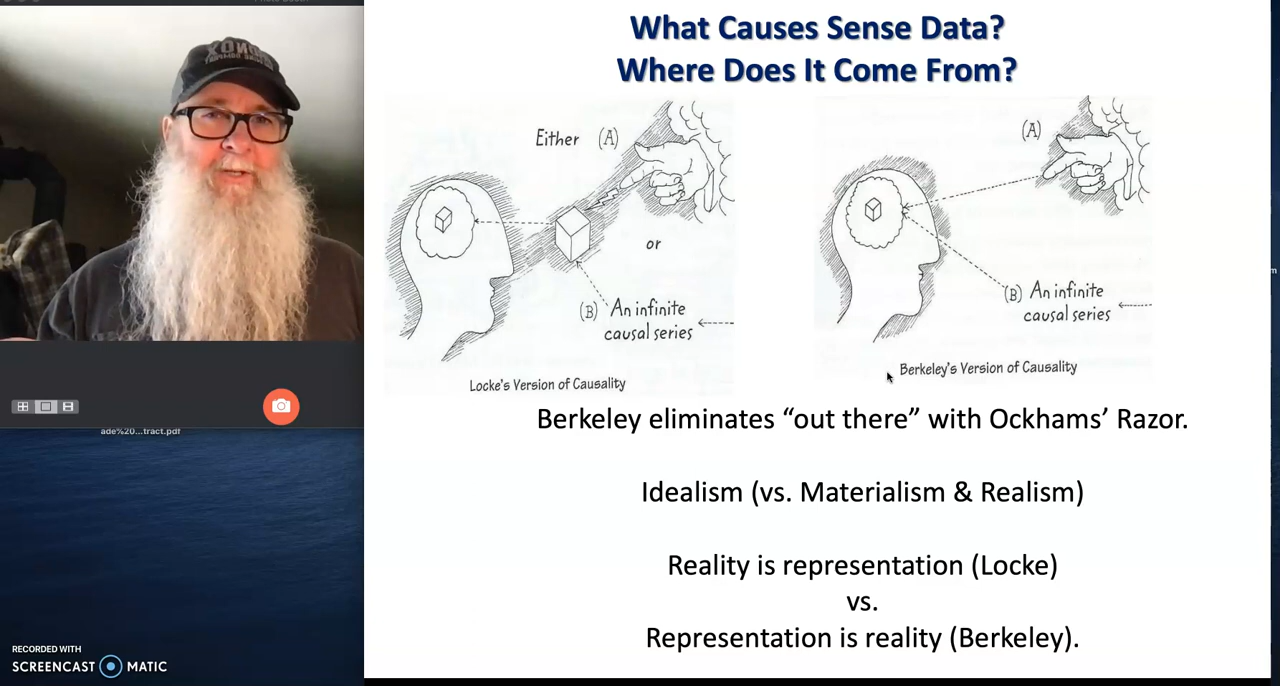 What Causes Sense Data?
Where Does It Come From?
Either (A)
or
(B) An infinite
causal series
Locke's Version of Causality
(A)
(B) An infinite
causal series
Berkeley's Version of Causality
Berkeley eliminates “out there” with Ockhams’ Razor.
Idealism (vs. Materialism & Realism)
Reality is representation (Locke)
vs.
Representation is reality (Berkeley).
ade%20...tract.pdf
RECORDED WITH
SCREENCAST MATIC